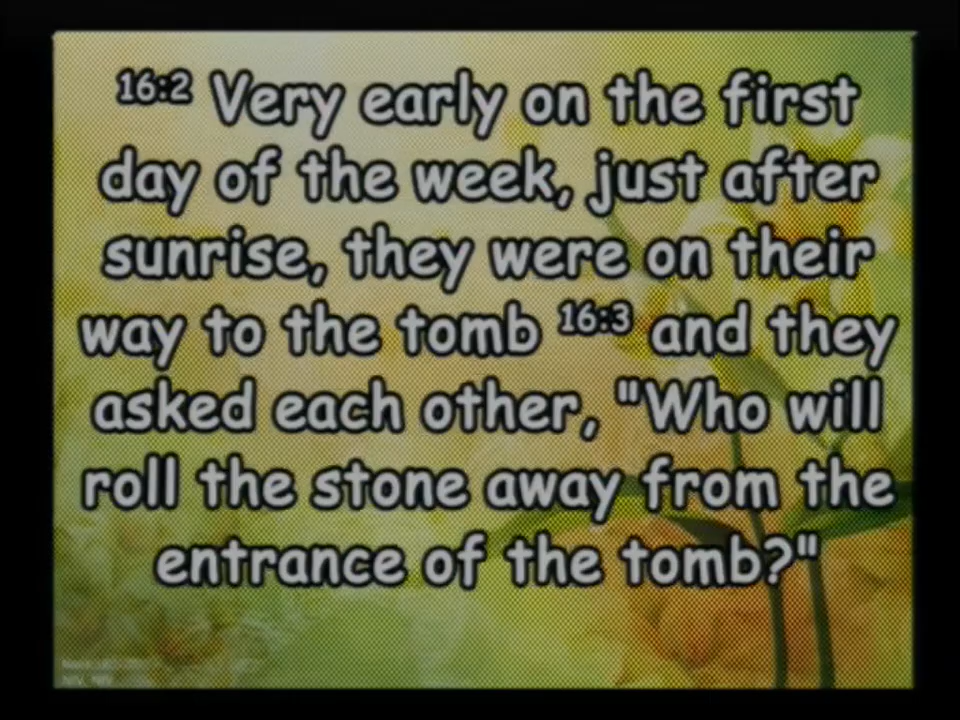 16:2 Very early on the first
day of the week, just after
sunrise, they were on their
way to the tomb 16:3 and they
asked each other, "Who will
roll the stone away from the
entrance of the tomb?"